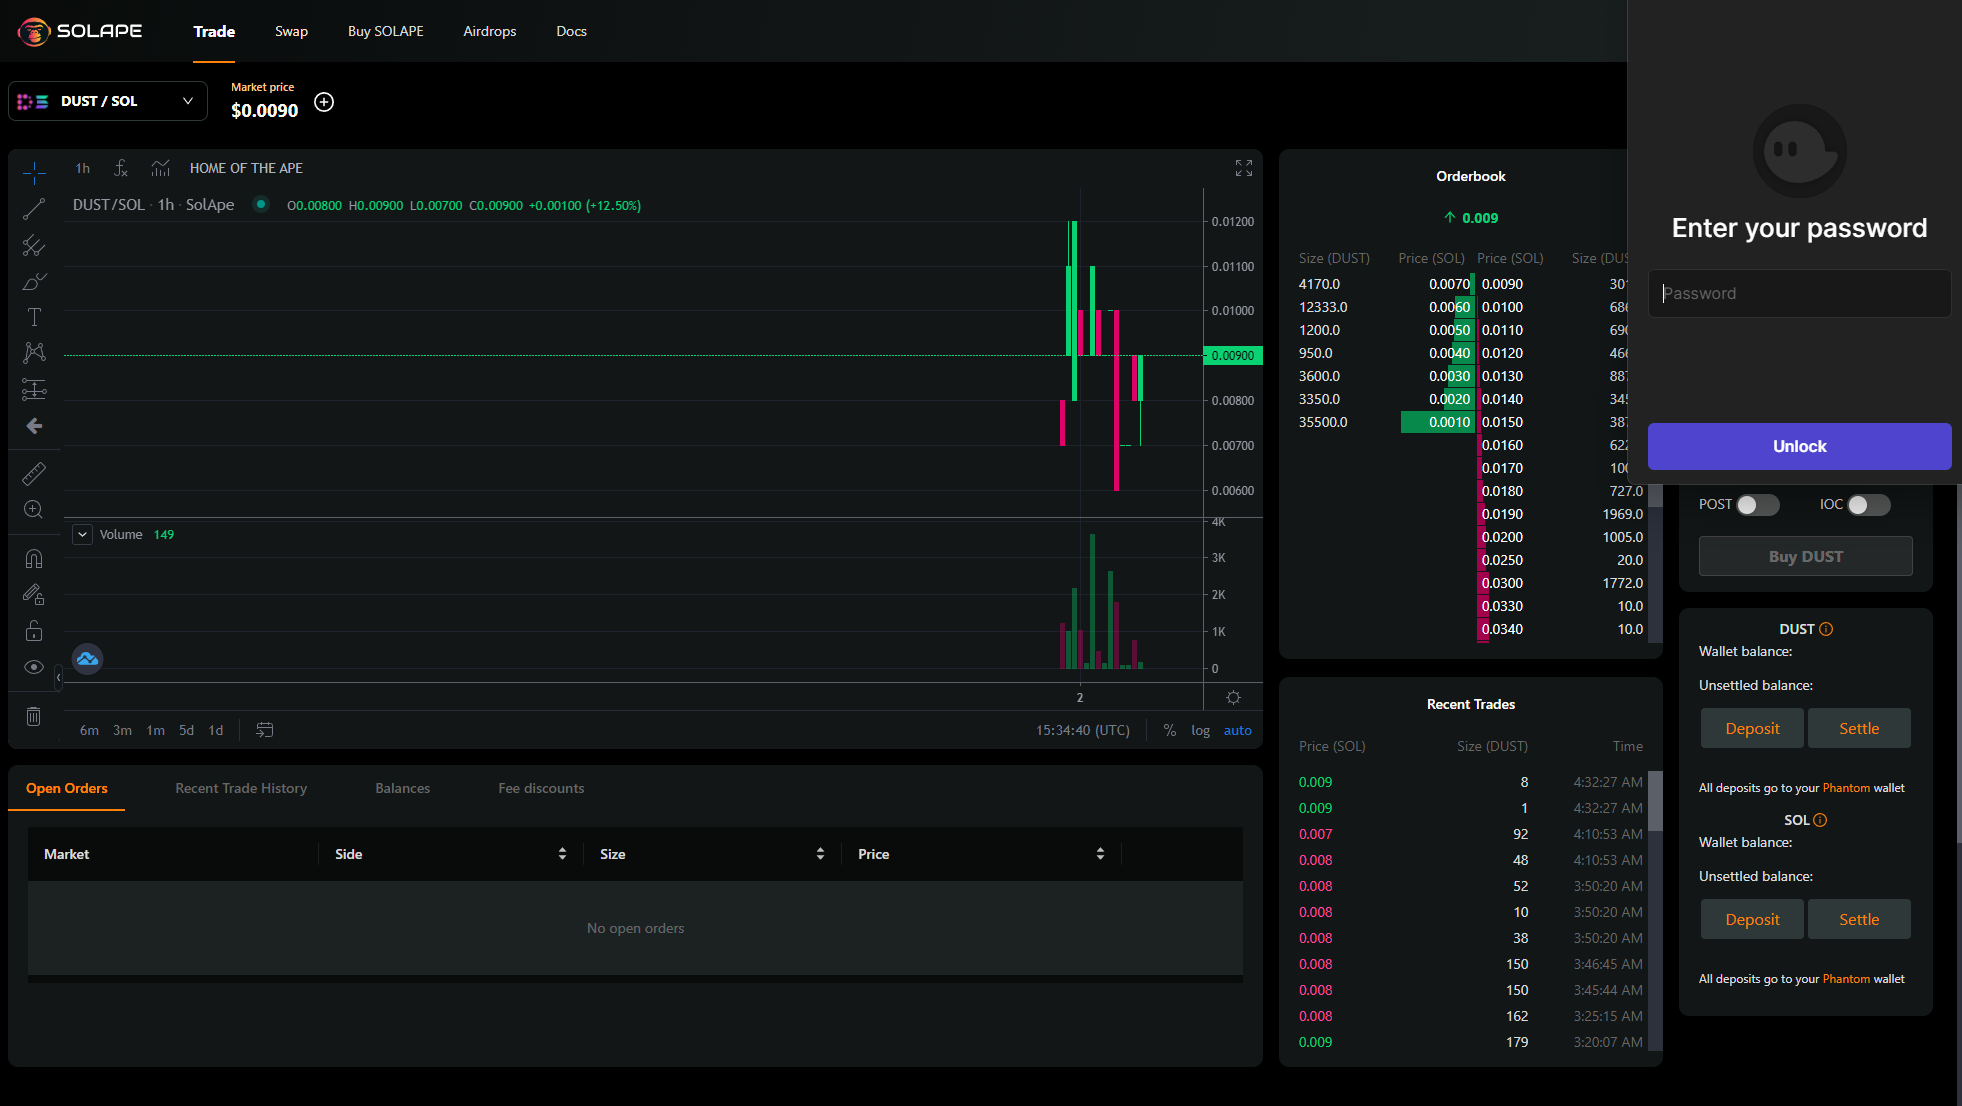 SOLAPE
Trade
Swap
Buy SOLAPE
Airdrops
Docs
DUST / SOL
Market price
$0.0090
1h
HOME OF THE APE
DUST/SOL · 1h · SolApe
O0.00800 H0.00900 L0.00700 C0.00900 +0.00100 (+12.50%)
0.01200
0.01100
0.01000
0.00900
0.00800
0.00700
0.00600
Volume 149
4K
3K
2K
1K
0
2
6m 3m 1m 5d 1d
15:34:40 (UTC)
% log auto
Open Orders
Recent Trade History
Balances
Fee discounts
Market Side Size Price
No open orders
Orderbook
0.009
Size (DUST) Price (SOL) Price (SOL) Size (DUS
4170.0 0.0070 0.0090 301
12333.0 0.0060 0.0100 686
1200.0 0.0050 0.0110 690
950.0 0.0040 0.0120 466
3600.0 0.0030 0.0130 887
3350.0 0.0020 0.0140 345
35500.0 0.0010 0.0150 387
0.0160 622
0.0170 100
0.0180 727.0
0.0190 1969.0
0.0200 1005.0
0.0250 20.0
0.0300 1772.0
0.0330 10.0
0.0340 10.0
Recent Trades
Price (SOL) Size (DUST) Time
0.009 8 4:32:27 AM
0.009 1 4:32:27 AM
0.007 92 4:10:53 AM
0.008 48 4:10:53 AM
0.008 52 3:50:20 AM
0.008 10 3:50:20 AM
0.008 38 3:50:20 AM
0.008 150 3:46:45 AM
0.008 150 3:45:44 AM
0.008 162 3:25:15 AM
0.009 179 3:20:07 AM
Enter your password
Password
Unlock
POST IOC
Buy DUST
DUST
Wallet balance:
Unsettled balance:
Deposit Settle
All deposits go to your Phantom wallet
SOL
Wallet balance:
Unsettled balance:
Deposit Settle
All deposits go to your Phantom wallet